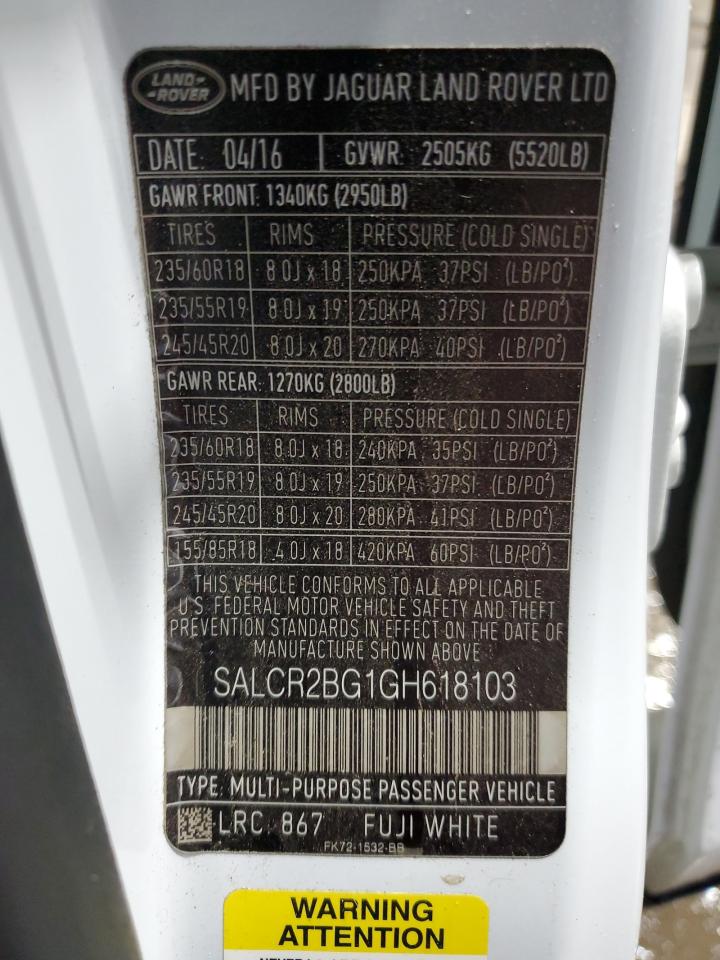 LAND-
-ROVER
MFD BY JAGUAR LAND ROVER LTD
DATE: 04/16 GVWR: 2505KG (5520LB)
GAWR FRONT: 1340KG (2950LB)
TIRES RIMS PRESSURE (COLD SINGLE)
235/60R18 8.0J x 18 250KPA 37PSI (LB/PO²)
235/55R19 8.0J x 19 250KPA 37PSI (LB/PO²)
245/45R20 8.0J x 20 270KPA 40PSI (LB/PO²)
GAWR REAR: 1270KG (2800LB)
TIRES RIMS PRESSURE (COLD SINGLE)
235/60R18 8.0J x 18 240KPA 35PSI (LB/PO²)
235/55R19 8.0J x 19 250KPA 37PSI (LB/PO²)
245/45R20 8.0J x 20 280KPA 41PSI (LB/PO²)
155/85R18 4.0J x 18 420KPA 60PSI (LB/PO²)
THIS VEHICLE CONFORMS TO ALL APPLICABLE
U.S. FEDERAL MOTOR VEHICLE SAFETY AND THEFT
PREVENTION STANDARDS IN EFFECT ON THE DATE OF
MANUFACTURE SHOWN ABOVE
SALCR2BG1GH618103
TYPE: MULTI-PURPOSE PASSENGER VEHICLE
LRC: 867 FUJI WHITE
FK72-1532-BB
WARNING
ATTENTION